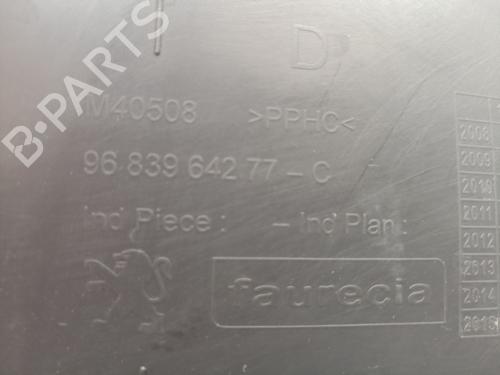 B-PARTS
D
M40508 >PPHC<
96 839 642 77 - C
Ind Piece : - Ind Plan :
faurecia
2008
2009
2010
2011
2012
2013
2014
2015